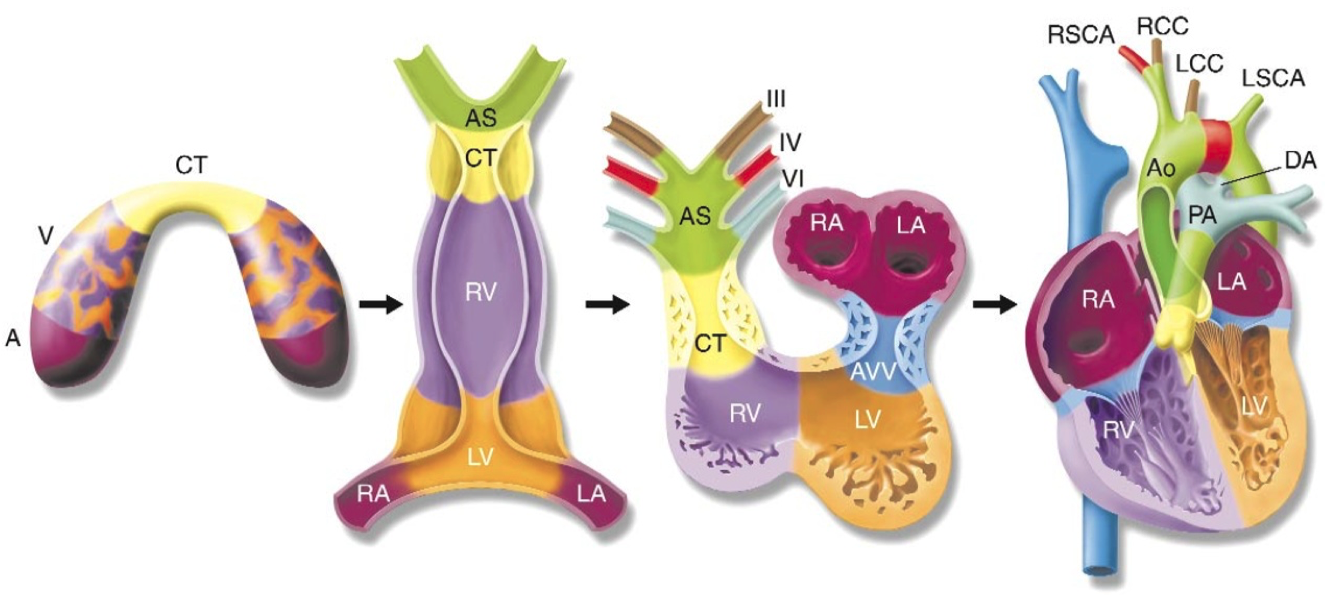 CT
V
A
AS
CT
RV
LV
RA
LA
III
IV
VI
AS
RA
LA
CT
AVV
RV
LV
RSCA
RCC
LCC
LSCA
Ao
DA
PA
RA
LA
RV
LV